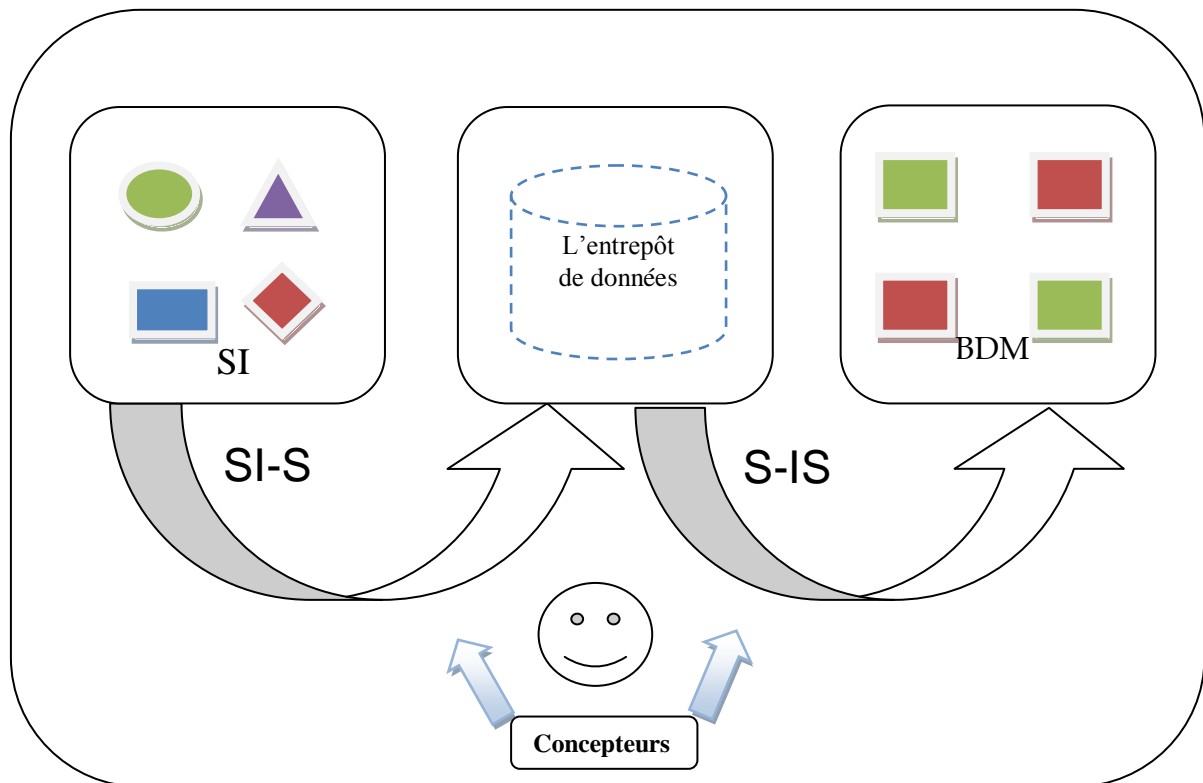 L'entrepôt
de données
SI
BDM
SI-S
S-IS
Concepteurs